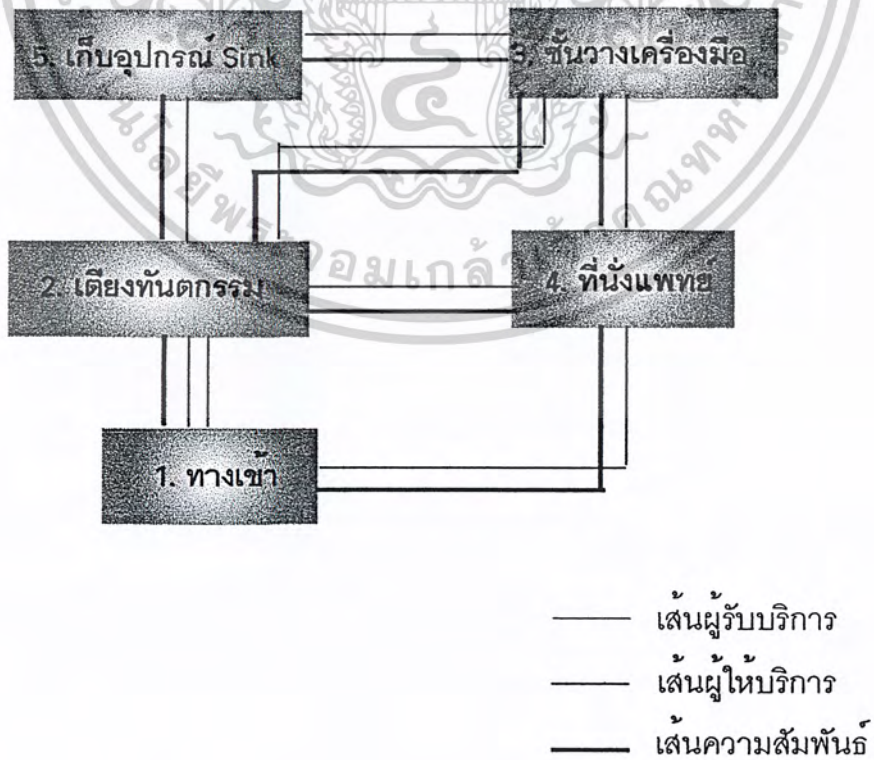 5. เก็บอุปกรณ์ Sink
3. ชั้นวางเครื่องมือ
2. เตียงทันตกรรม
4. ที่นั่งแพทย์
1. ทางเข้า
เส้นผู้รับบริการ
เส้นผู้ให้บริการ
เส้นความสัมพันธ์